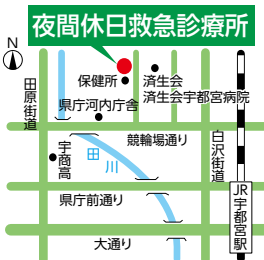 夜間休日救急診療所
N
保健所
済生会
済生会宇都宮病院
田原街道
県庁河内庁舎
競輪場通り
白沢街道
宇商高
田川
県庁前通り
JR宇都宮駅
大通り